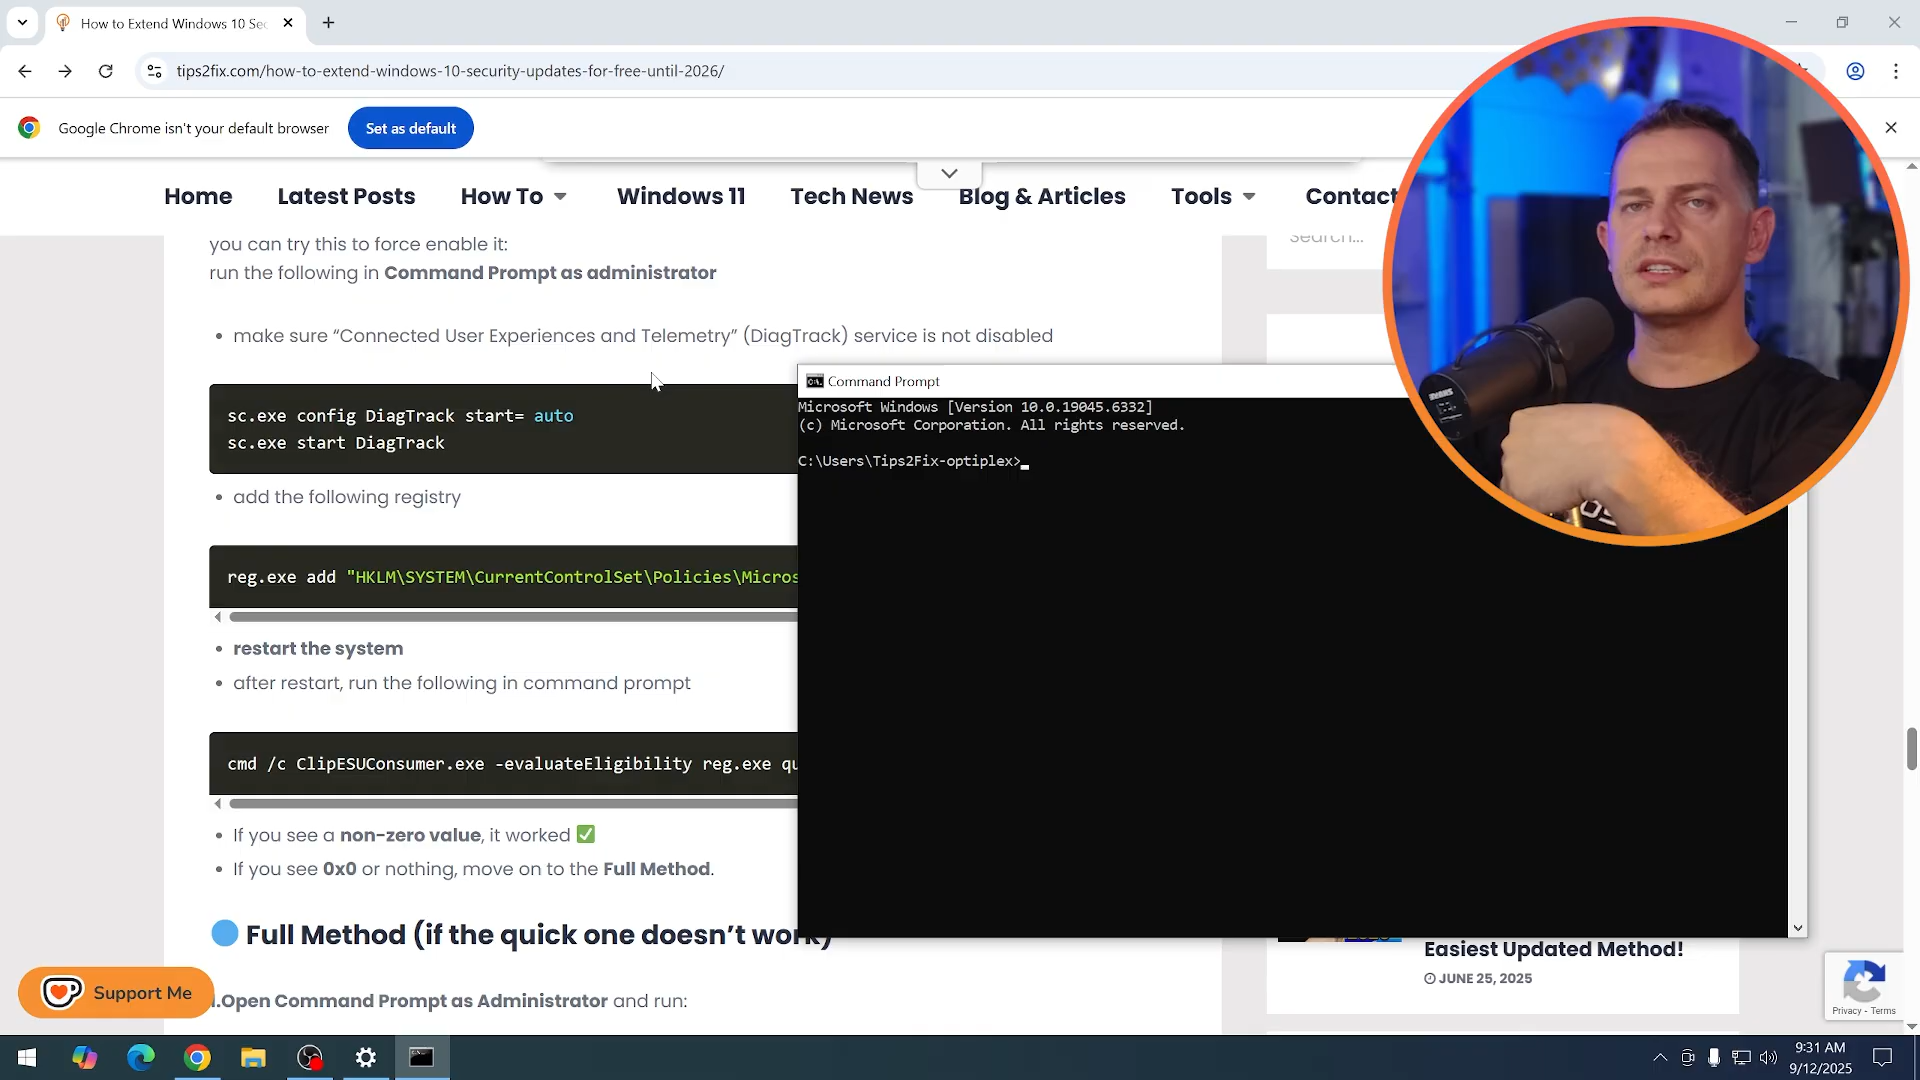 How to Extend Windows 10 Sec
tips2fix.com/how-to-extend-windows-10-security-updates-for-free-until-2026/
Google Chrome isn't your default browser
Set as default
Home
Latest Posts
How To
Windows 11
Tech News
Blog & Articles
Tools
Contact
Search...
you can try this to force enable it:
run the following in Command Prompt as administrator
• make sure “Connected User Experiences and Telemetry” (DiagTrack) service is not disabled
sc.exe config DiagTrack start= auto
sc.exe start DiagTrack
• add the following registry
reg.exe add "HKLM\SYSTEM\CurrentControlSet\Policies\Micros
• restart the system
• after restart, run the following in command prompt
cmd /c ClipESUConsumer.exe -evaluateEligibility reg.exe qu
• If you see a non-zero value, it worked ✅
• If you see 0x0 or nothing, move on to the Full Method.
Full Method (if the quick one doesn’t work)
1.Open Command Prompt as Administrator and run:
Support Me
Command Prompt
Microsoft Windows [Version 10.0.19045.6332]
(c) Microsoft Corporation. All rights reserved.
C:\Users\Tips2Fix-optiplex>
Easiest Updated Method!
JUNE 25, 2025
Privacy - Terms
9:31 AM
9/12/2025